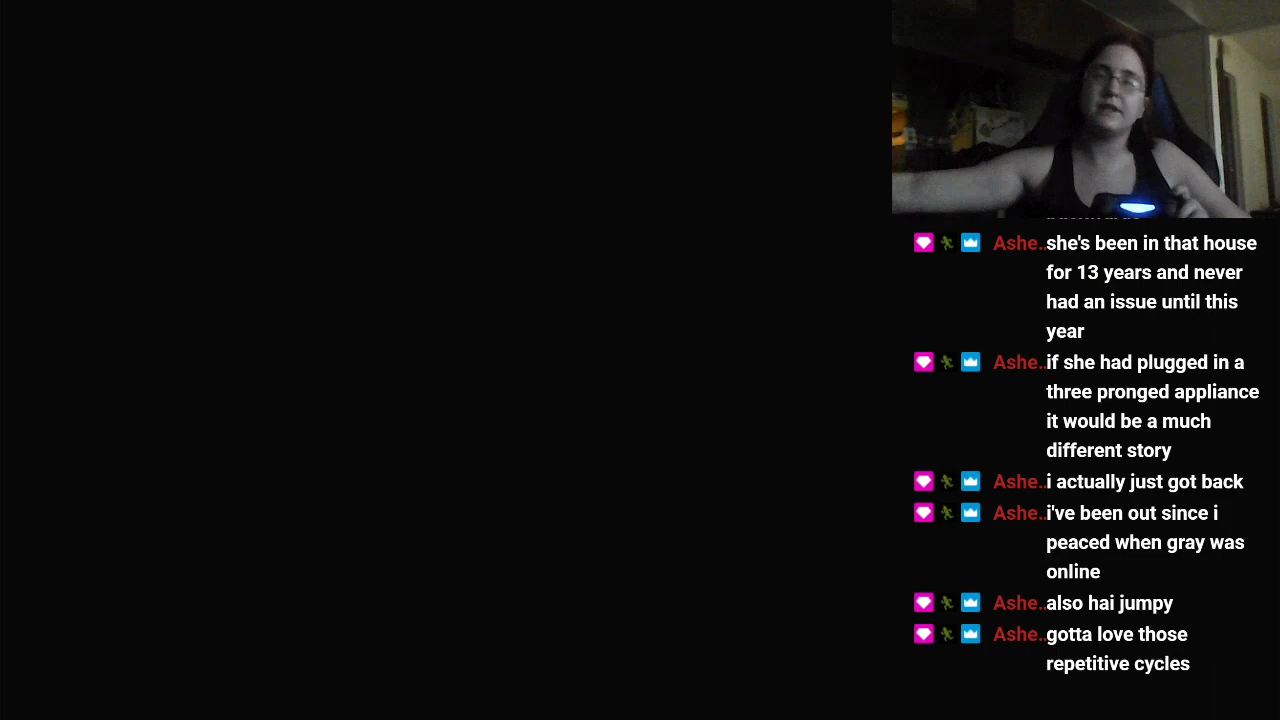 Ashe.. she's been in that house
for 13 years and never
had an issue until this
year
Ashe.. if she had plugged in a
three pronged appliance
it would be a much
different story
Ashe.. i actually just got back
Ashe.. i've been out since i
peaced when gray was
online
Ashe.. also hai jumpy
Ashe.. gotta love those
repetitive cycles